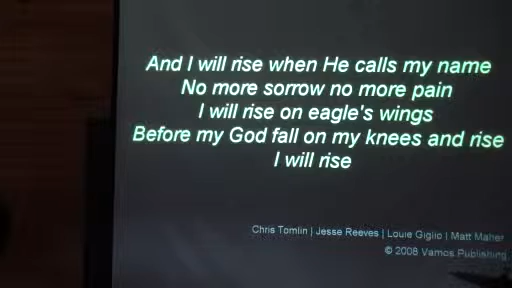 And I will rise when He calls my name
No more sorrow no more pain
I will rise on eagle's wings
Before my God fall on my knees and rise
I will rise
Chris Tomlin | Jesse Reeves | Louie Giglio | Matt Maher
© 2008 Vamos Publishing